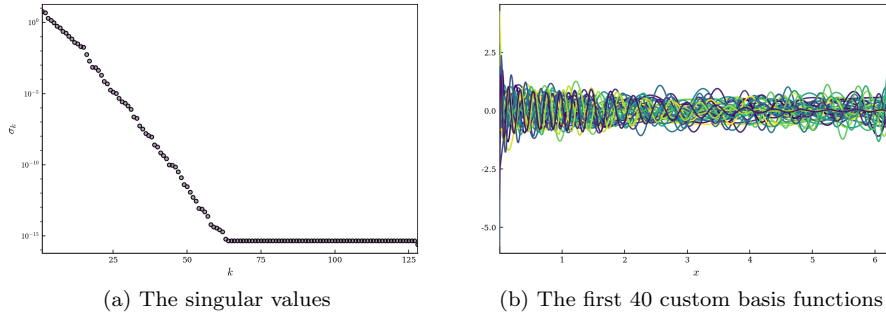 10⁰
10⁻⁵
10⁻¹⁰
10⁻¹⁵
σₖ
25 50 75 100 125
k
2.5
0.0
-2.5
-5.0
1 2 3 4 5 6
x
(a) The singular values
(b) The first 40 custom basis functions